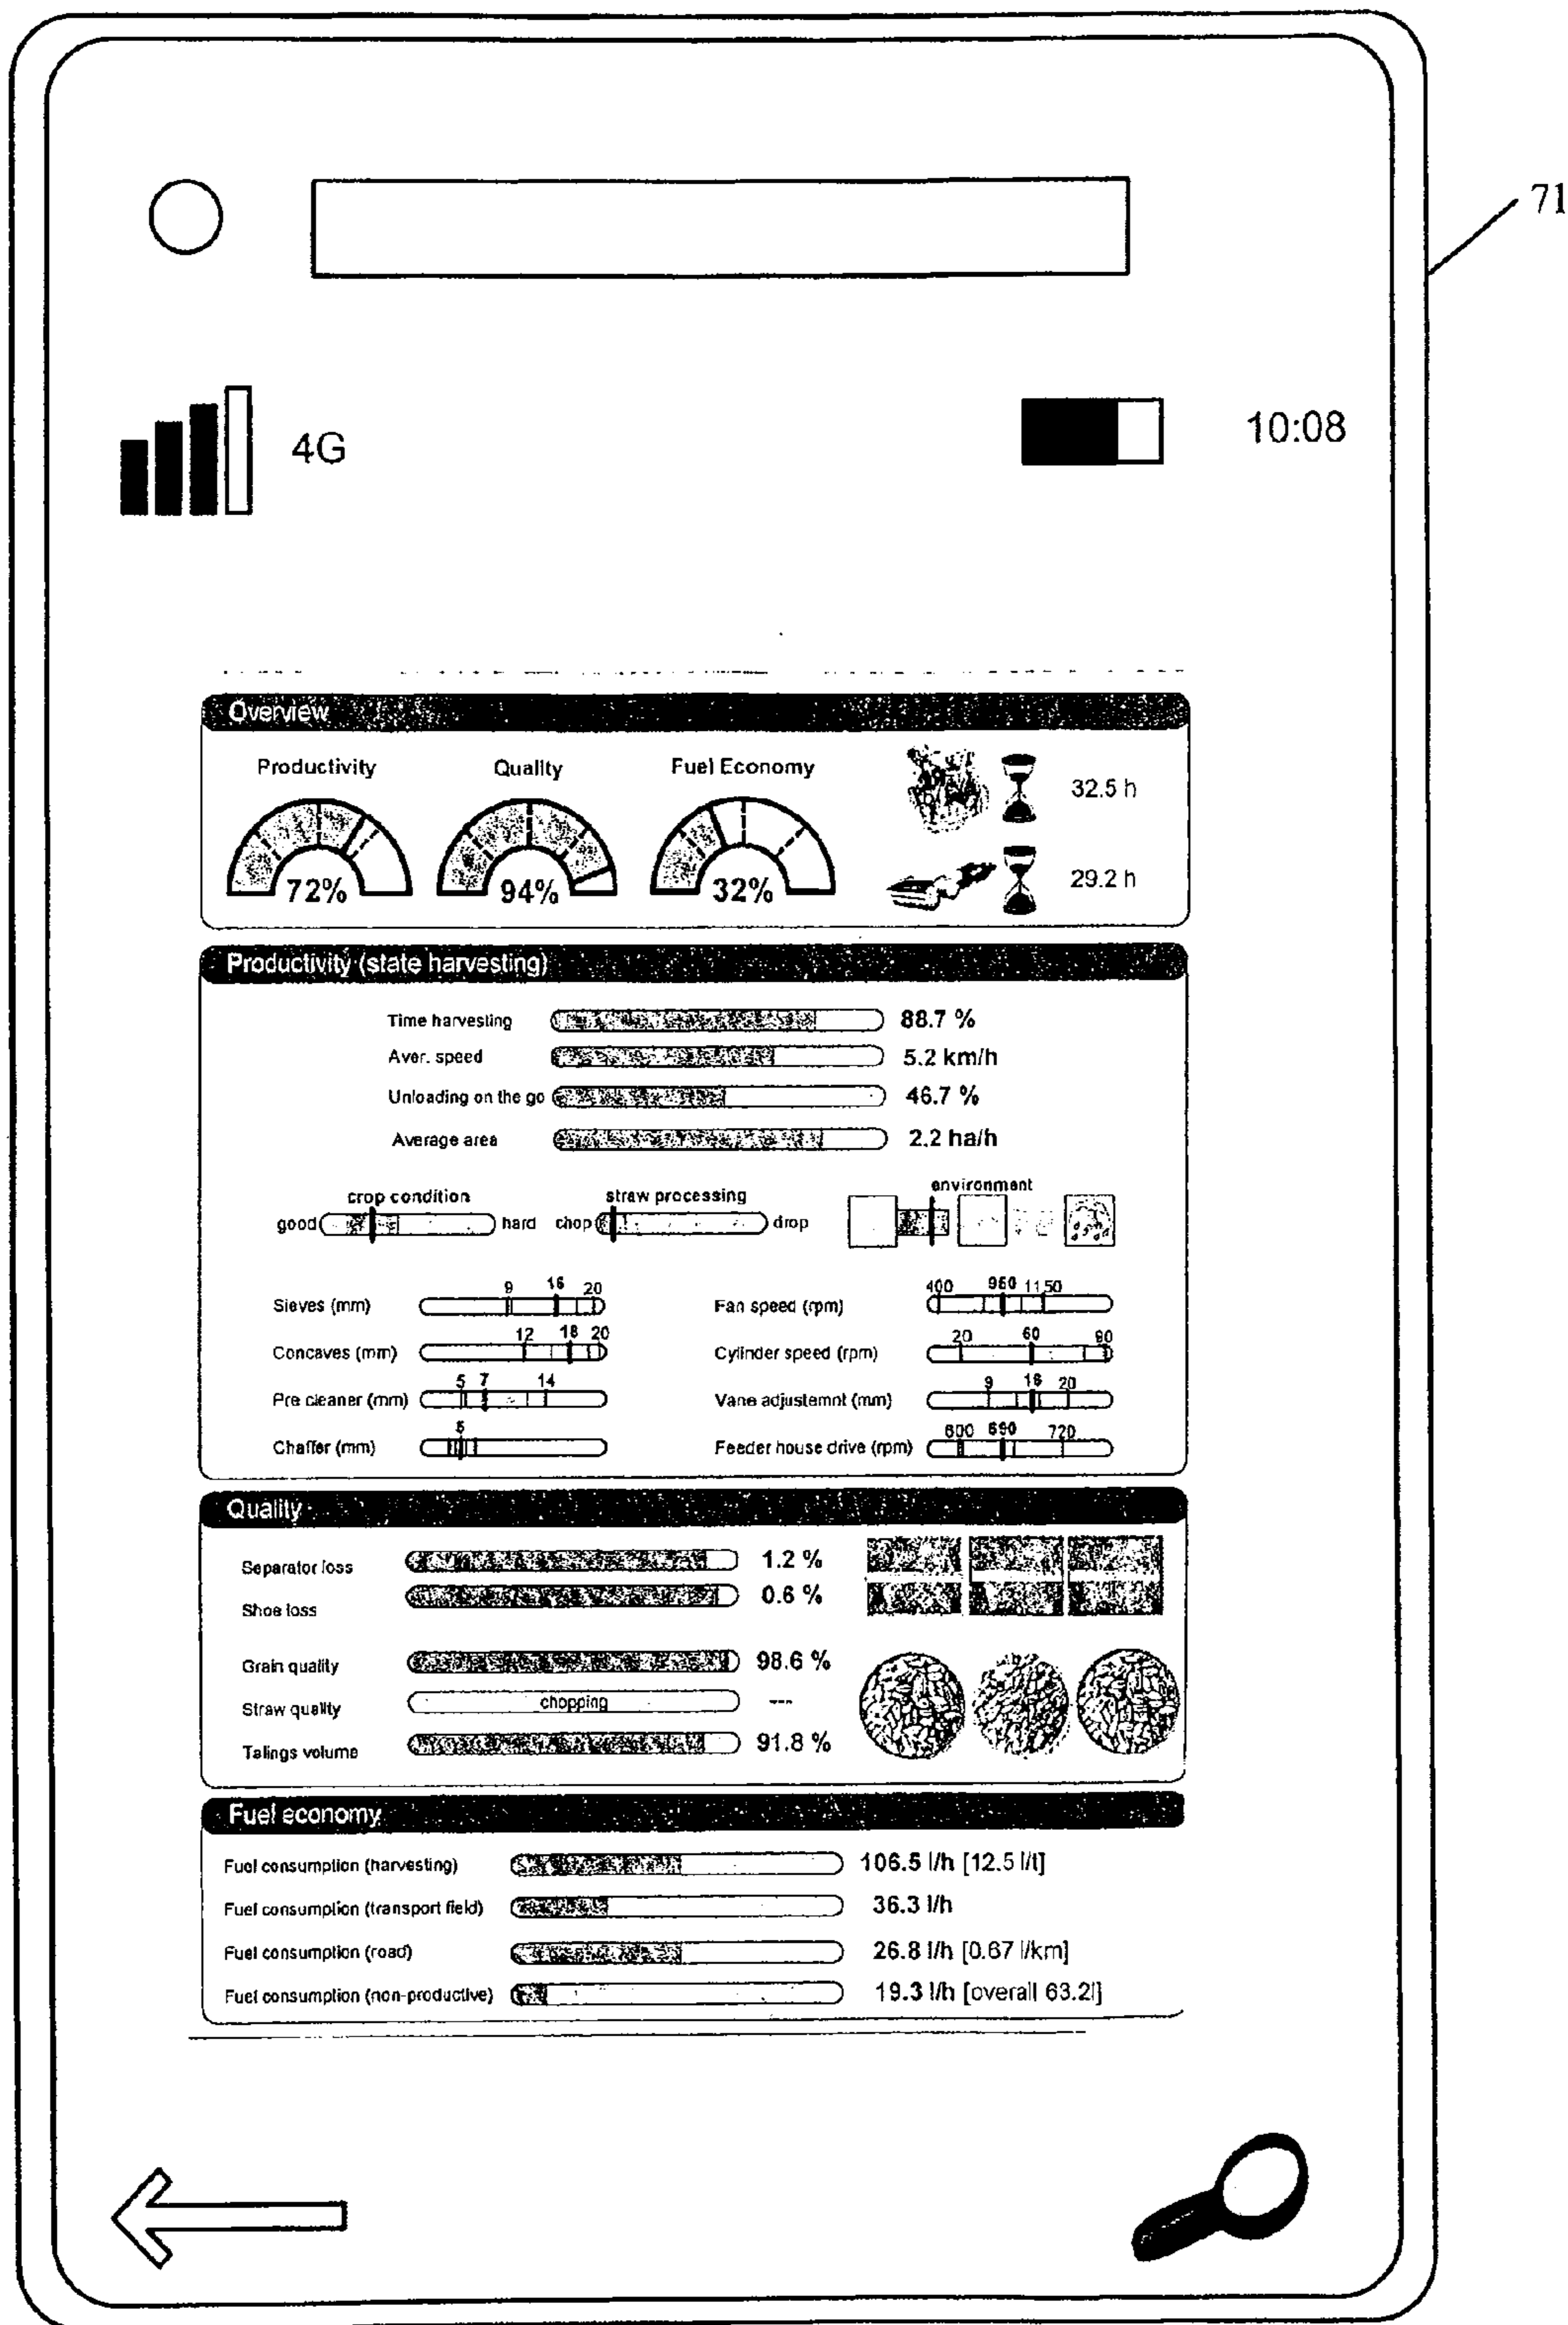 71
4G
10:08
Overview
Productivity Quality Fuel Economy
32.5 h
72% 94% 32%
29.2 h
Productivity (state harvesting)
Time harvesting 88.7 %
Aver. speed 5.2 km/h
Unloading on the go 46.7 %
Average area 2.2 ha/h
crop condition straw processing environment
good hard chop drop
Sieves (mm) 9 16 20 Fan speed (rpm) 400 950 1150
Concaves (mm) 12 18 20 Cylinder speed (rpm) 20 60 90
Pre cleaner (mm) 5 7 14 Vane adjustemnt (mm) 9 16 20
Chaffer (mm) 5 Feeder house drive (rpm) 600 690 720
Quality
Separator loss 1.2 %
Shoe loss 0.6 %
Grain quality 98.6 %
Straw quality chopping ---
Talings volume 91.8 %
Fuel economy
Fuel consumption (harvesting) 106.5 l/h [12.5 l/t]
Fuel consumption (transport field) 36.3 l/h
Fuel consumption (road) 26.8 l/h [0.67 l/km]
Fuel consumption (non-productive) 19.3 l/h [overall 63.2l]